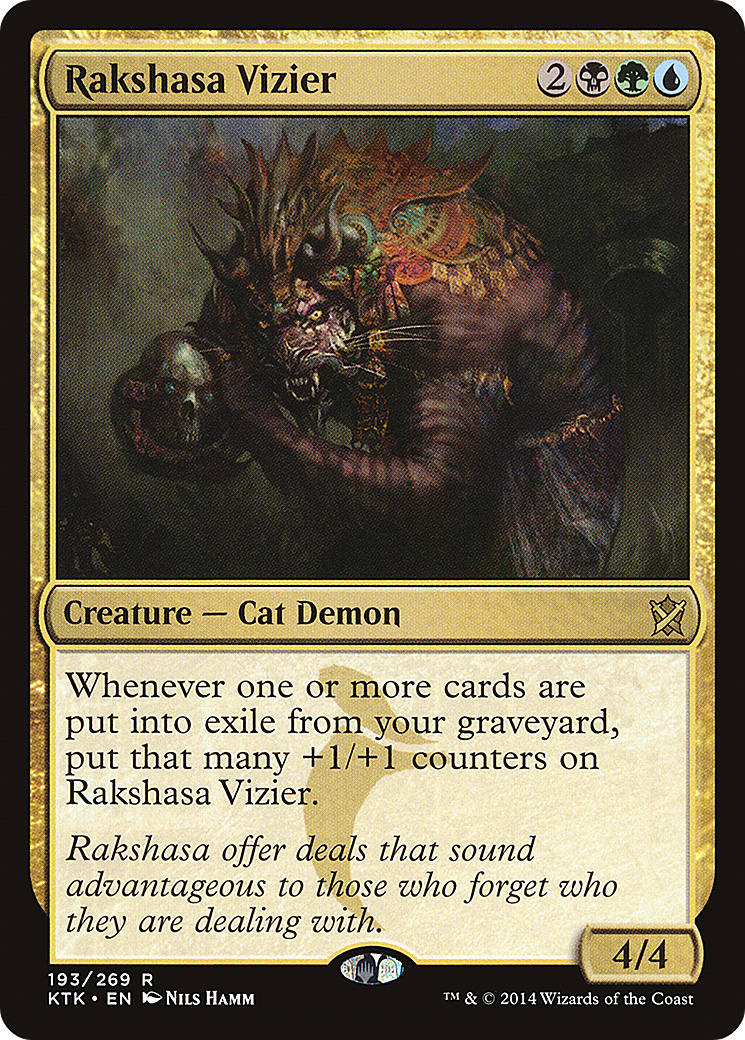 Rakshasa Vizier 2
Creature — Cat Demon
Whenever one or more cards are
put into exile from your graveyard,
put that many +1/+1 counters on
Rakshasa Vizier.
Rakshasa offer deals that sound
advantageous to those who forget who
they are dealing with.
4/4
193/269 R
KTK • EN Nils Hamm
™ & © 2014 Wizards of the Coast